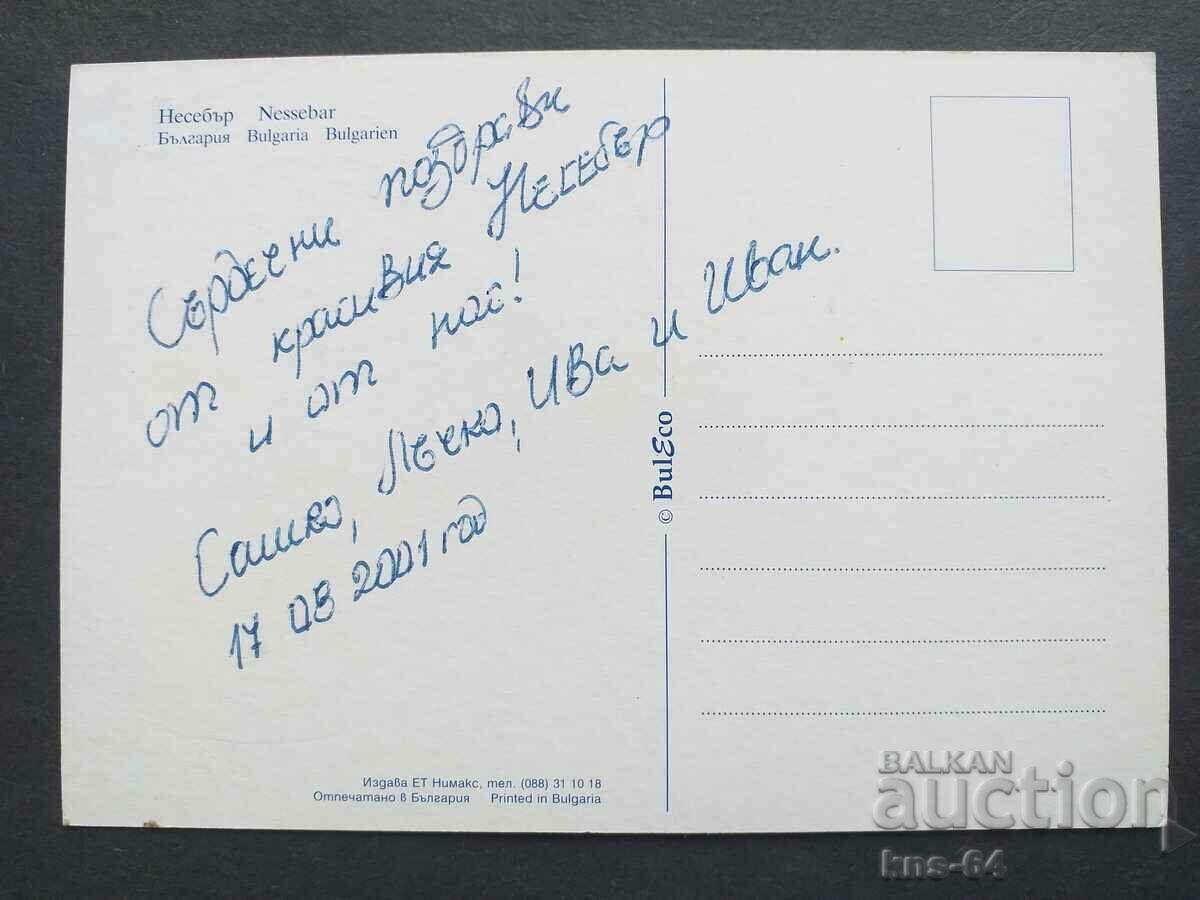 Несебър Nessebar
България Bulgaria Bulgarien
Сърдечни поздрави
от красивия Несебър
и от нас!
Сашко, Лъчко, Ива и Иван.
17 08 2001 год
© BulEco
Издава ЕТ Нимакс, тел. (088) 31 10 18
Отпечатано в България Printed in Bulgaria
BALKAN
auction
kns-64